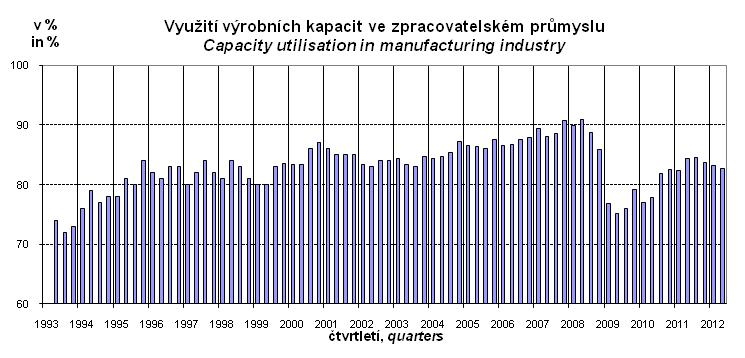 v %
in %
Využití výrobních kapacit ve zpracovatelském průmyslu
Capacity utilisation in manufacturing industry
100
90
80
70
60
1993 1994 1995 1996 1997 1998 1999 2000 2001 2002 2003 2004 2005 2006 2007 2008 2009 2010 2011 2012
čtvrtletí, quarters